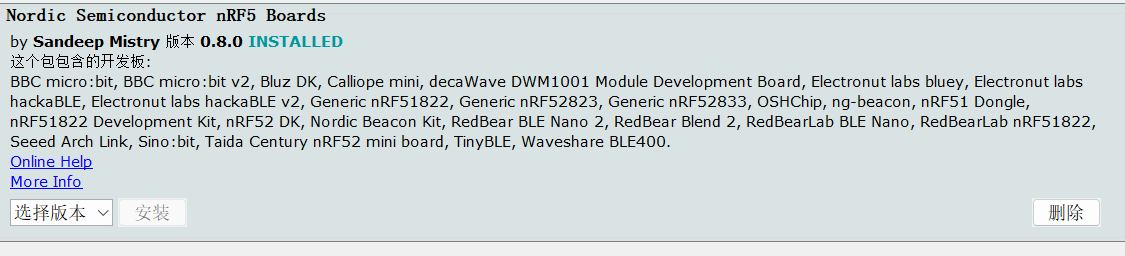 Nordic Semiconductor nRF5 Boards
by Sandeep Mistry 版本 0.8.0 INSTALLED
这个包包含的开发板:
BBC micro:bit, BBC micro:bit v2, Bluz DK, Calliope mini, decaWave DWM1001 Module Development Board, Electronut labs bluey, Electronut labs
hackaBLE, Electronut labs hackaBLE v2, Generic nRF51822, Generic nRF52823, Generic nRF52833, OSHChip, ng-beacon, nRF51 Dongle,
nRF51822 Development Kit, nRF52 DK, Nordic Beacon Kit, RedBear BLE Nano 2, RedBear Blend 2, RedBearLab BLE Nano, RedBearLab nRF51822,
Seeed Arch Link, Sino:bit, Taida Century nRF52 mini board, TinyBLE, Waveshare BLE400.
Online Help
More Info
选择版本 安装 删除